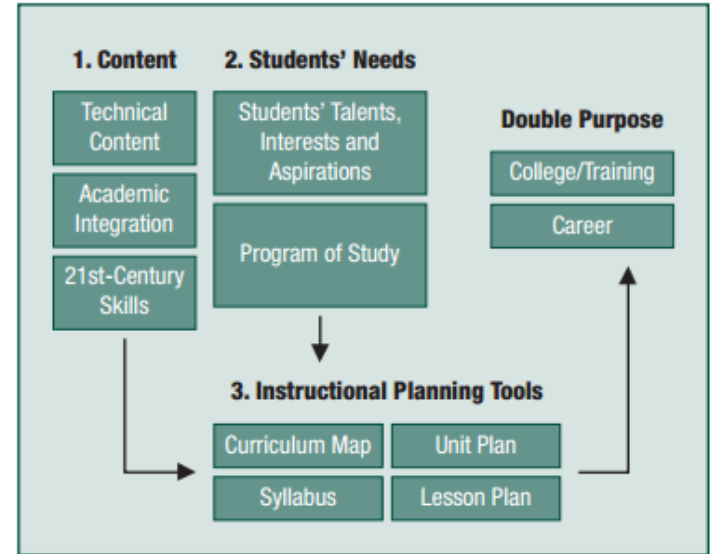 1. Content
Technical
Content
Academic
Integration
21st-Century
Skills
2. Students' Needs
Students' Talents,
Interests and
Aspirations
Program of Study
Double Purpose
College/Training
Career
3. Instructional Planning Tools
Curriculum Map
Unit Plan
Syllabus
Lesson Plan